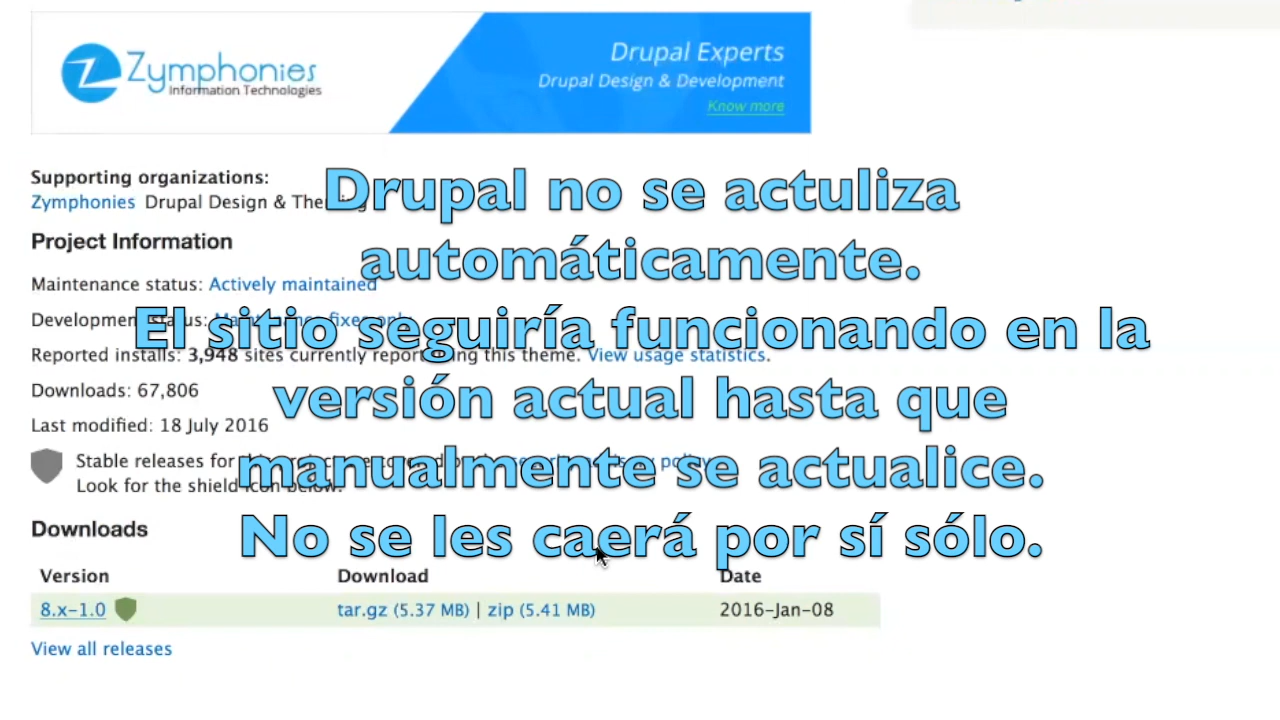 Zymphonies
Information Technologies
Drupal Experts
Drupal Design & Development
Know more
Supporting organizations:
Zymphonies Drupal Design &
Drupal no se actuliza
Project Information
automáticamente.
Maintenance status: Actively maintained
El sitio seguiría funcionando en la
Reported installs: 3,948 sites currently this theme. View usage statistics.
Downloads: 67,806
versión actual hasta que
Last modified: 18 July 2016
Stable releases for
manualmente se actualice.
Look for the shield icon below.
Downloads
No se les caerá por sí sólo.
Version Download Date
8.x-1.0 tar.gz (5.37 MB) | zip (5.41 MB) 2016-Jan-08
View all releases